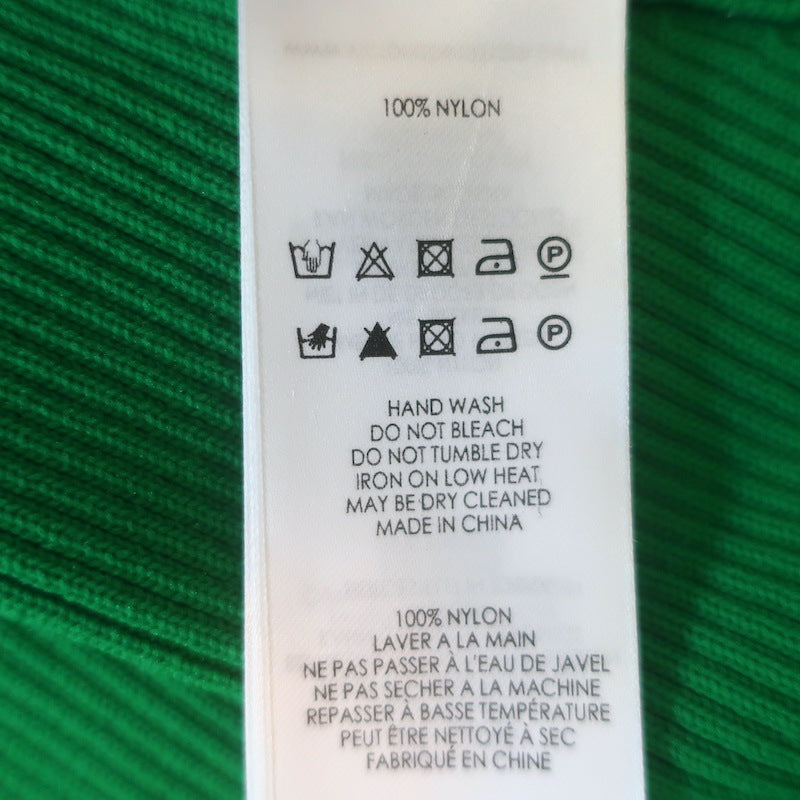 100% NYLON
P
P
HAND WASH
DO NOT BLEACH
DO NOT TUMBLE DRY
IRON ON LOW HEAT
MAY BE DRY CLEANED
MADE IN CHINA
100% NYLON
LAVER A LA MAIN
NE PAS PASSER À L'EAU DE JAVEL
NE PAS SECHER A LA MACHINE
REPASSER À BASSE TEMPÉRATURE
PEUT ÊTRE NETTOYÉ À SEC
FABRIQUÉ EN CHINE